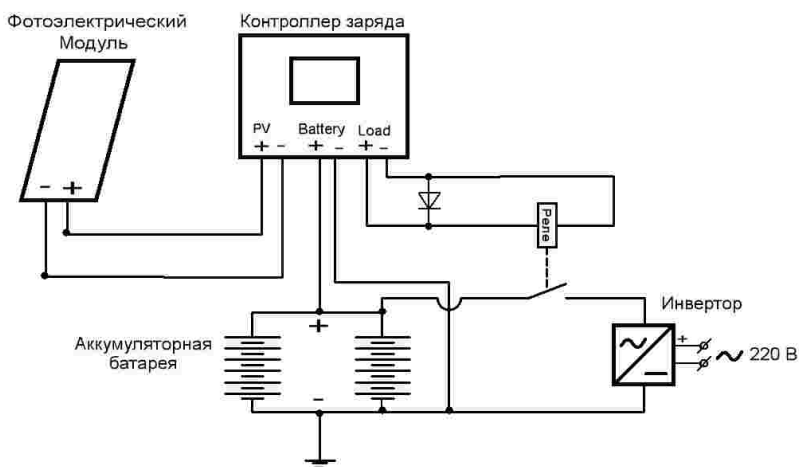 Фотоэлектрический
Модуль
Контроллер заряда
PV Battery Load
+ - + - + -
- +
Реле
Инвертор
+
220 В
Аккумуляторная
батарея
+
-